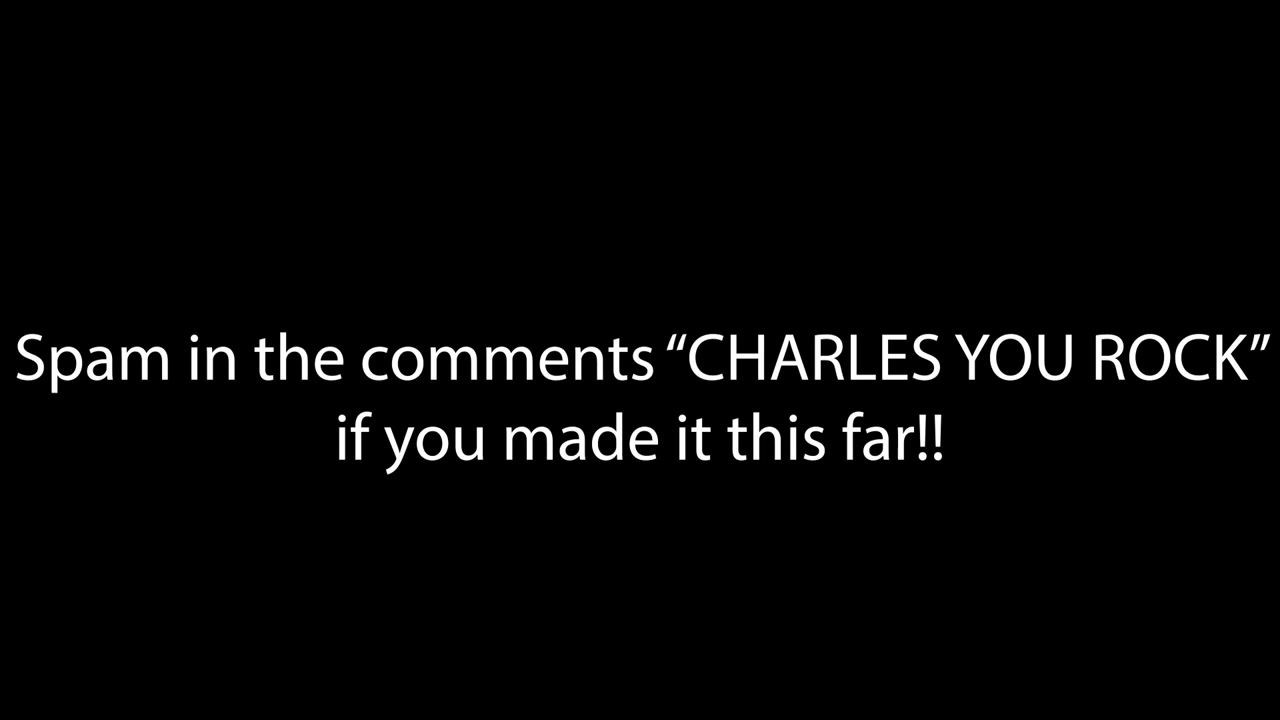 Spam in the comments “CHARLES YOU ROCK”
if you made it this far!!